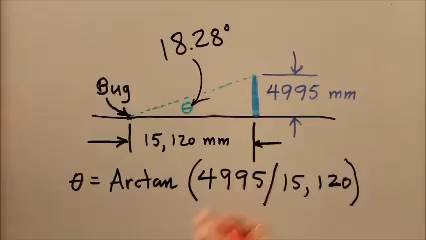 18.28°
Bug
θ
4995 mm
15,120 mm
θ = Arctan (4995/15,120)